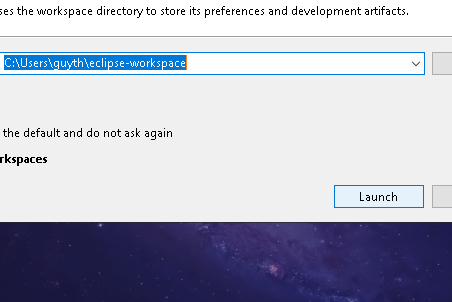 ses the workspace directory to store its preferences and development artifacts.
C:\Users\guyth\eclipse-workspace
the default and do not ask again
rkspaces
Launch